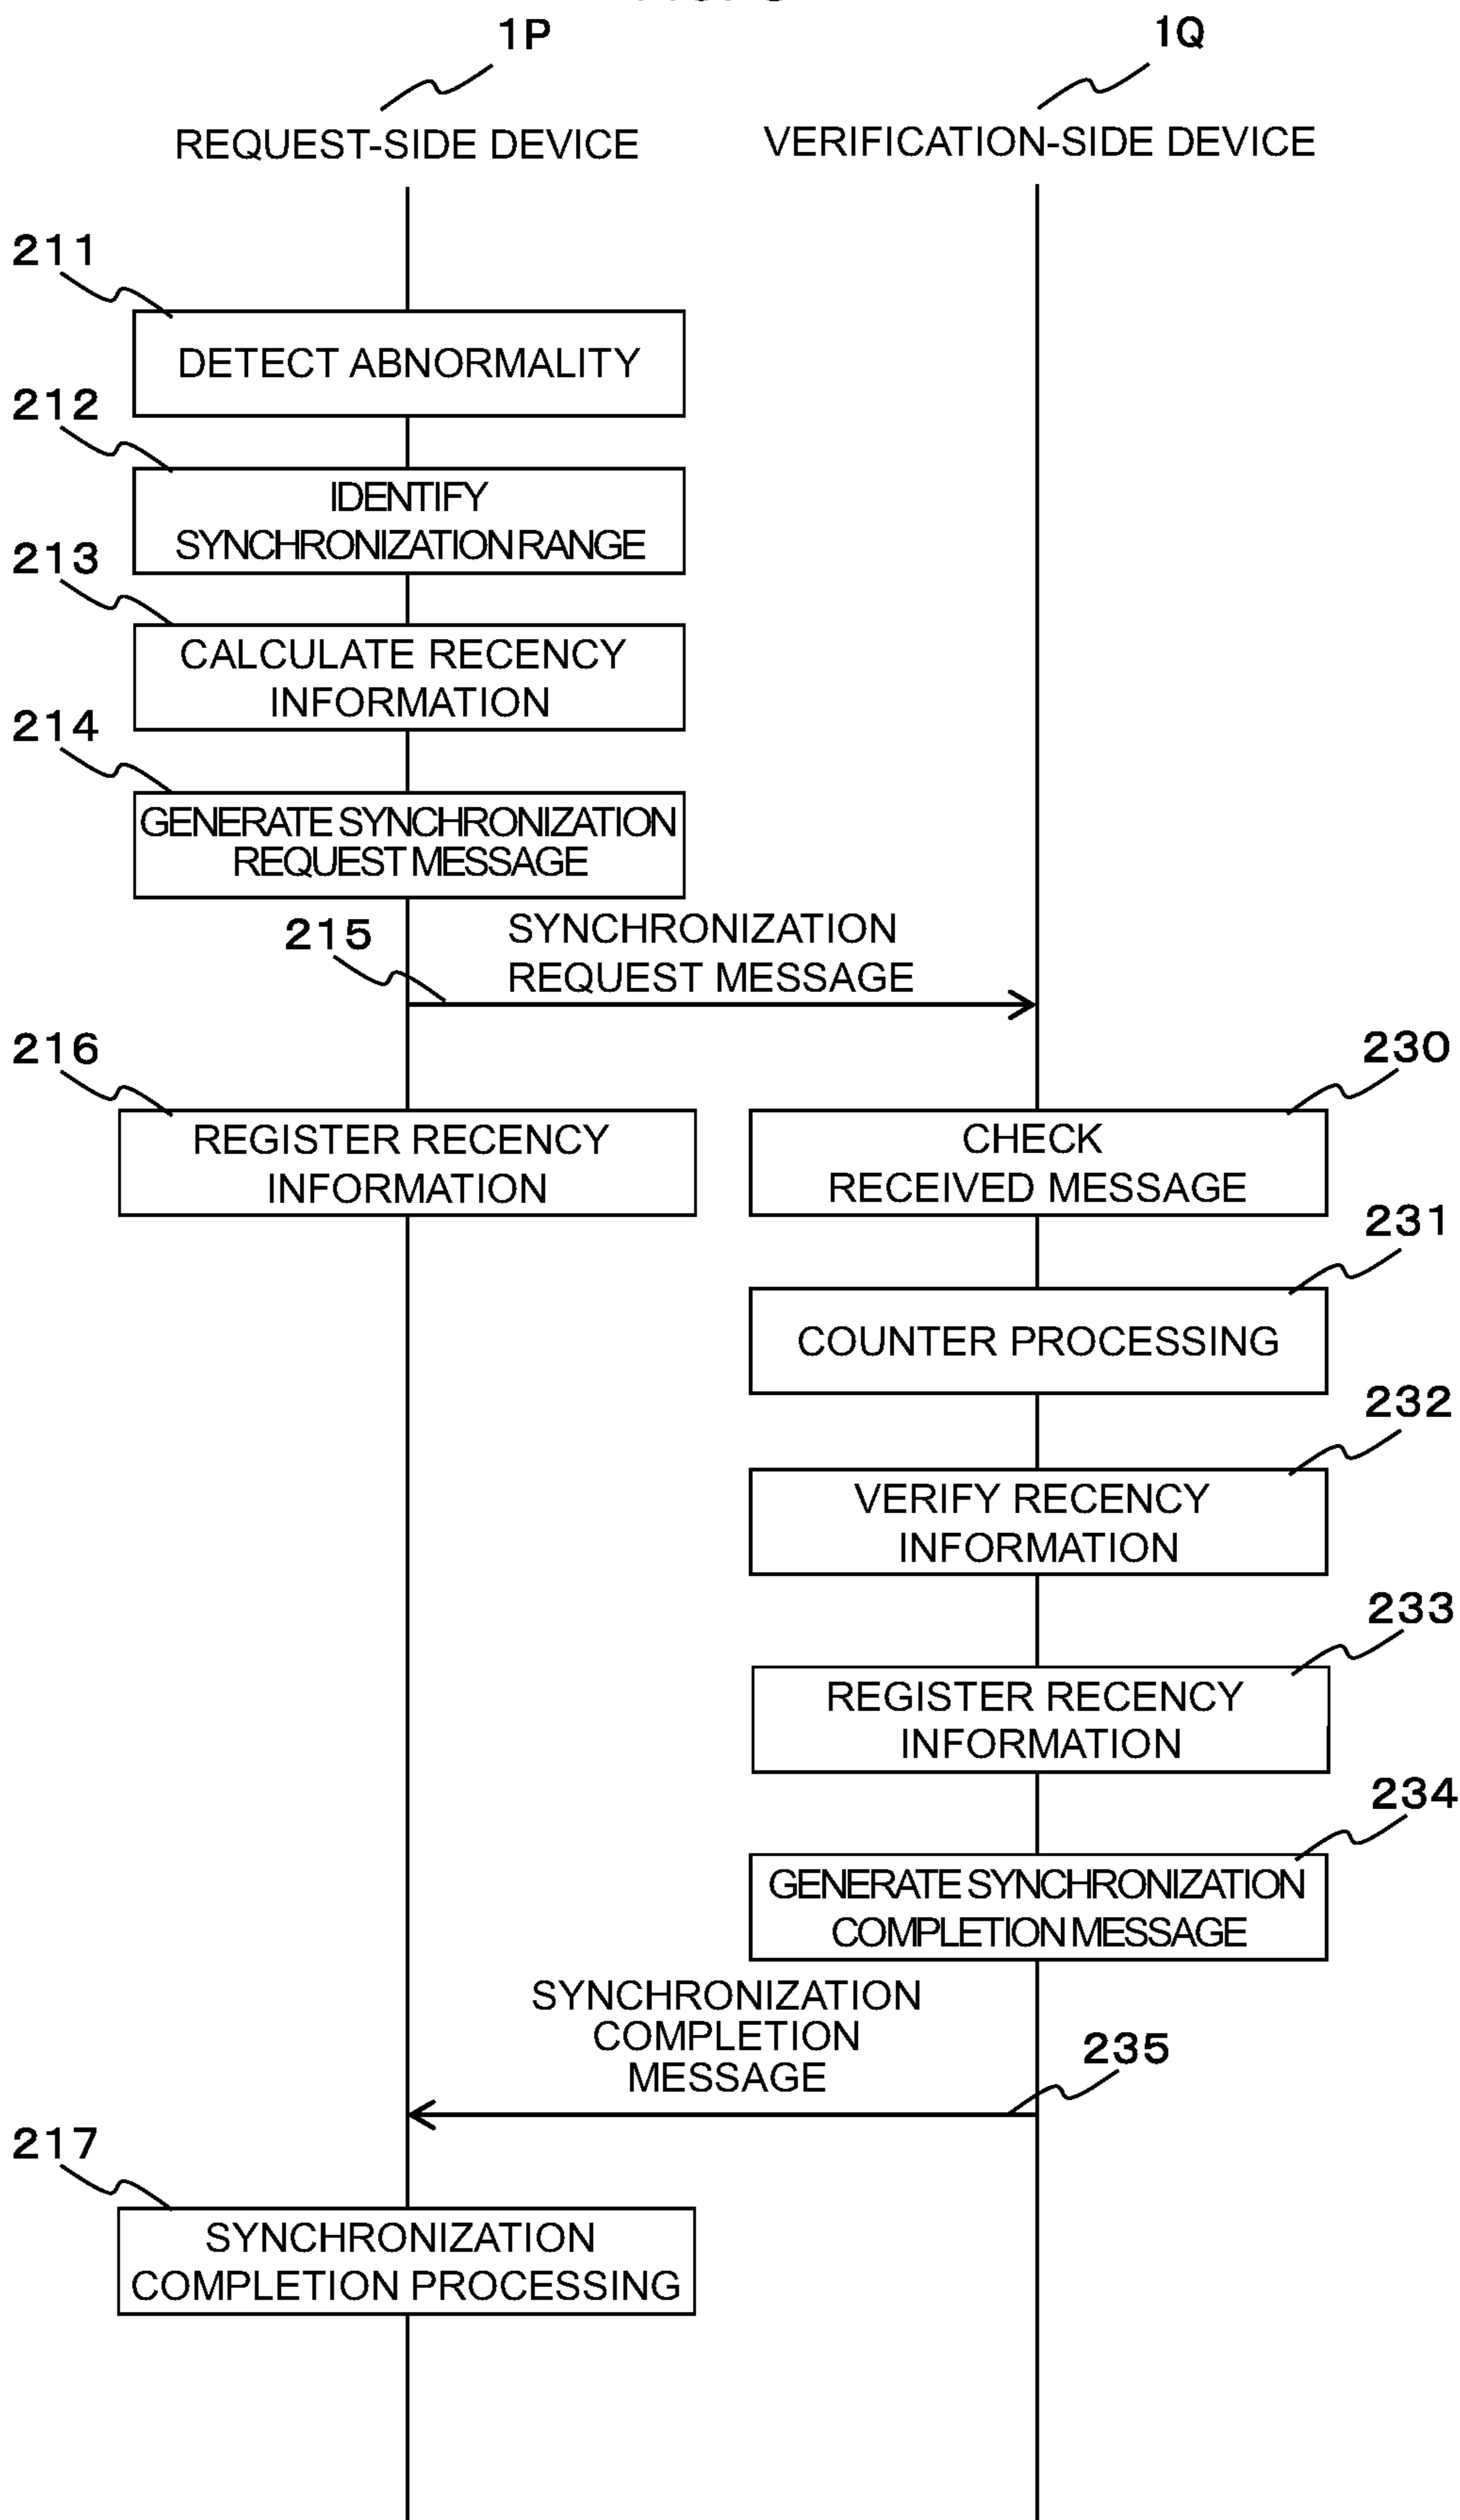 1P
1Q
REQUEST-SIDE DEVICE
VERIFICATION-SIDE DEVICE
211
DETECT ABNORMALITY
212
IDENTIFY
SYNCHRONIZATION RANGE
213
CALCULATE RECENCY
INFORMATION
214
GENERATE SYNCHRONIZATION
REQUEST MESSAGE
215
SYNCHRONIZATION
REQUEST MESSAGE
216
REGISTER RECENCY
INFORMATION
230
CHECK
RECEIVED MESSAGE
231
COUNTER PROCESSING
232
VERIFY RECENCY
INFORMATION
233
REGISTER RECENCY
INFORMATION
234
GENERATE SYNCHRONIZATION
COMPLETION MESSAGE
SYNCHRONIZATION
COMPLETION
MESSAGE
235
217
SYNCHRONIZATION
COMPLETION PROCESSING